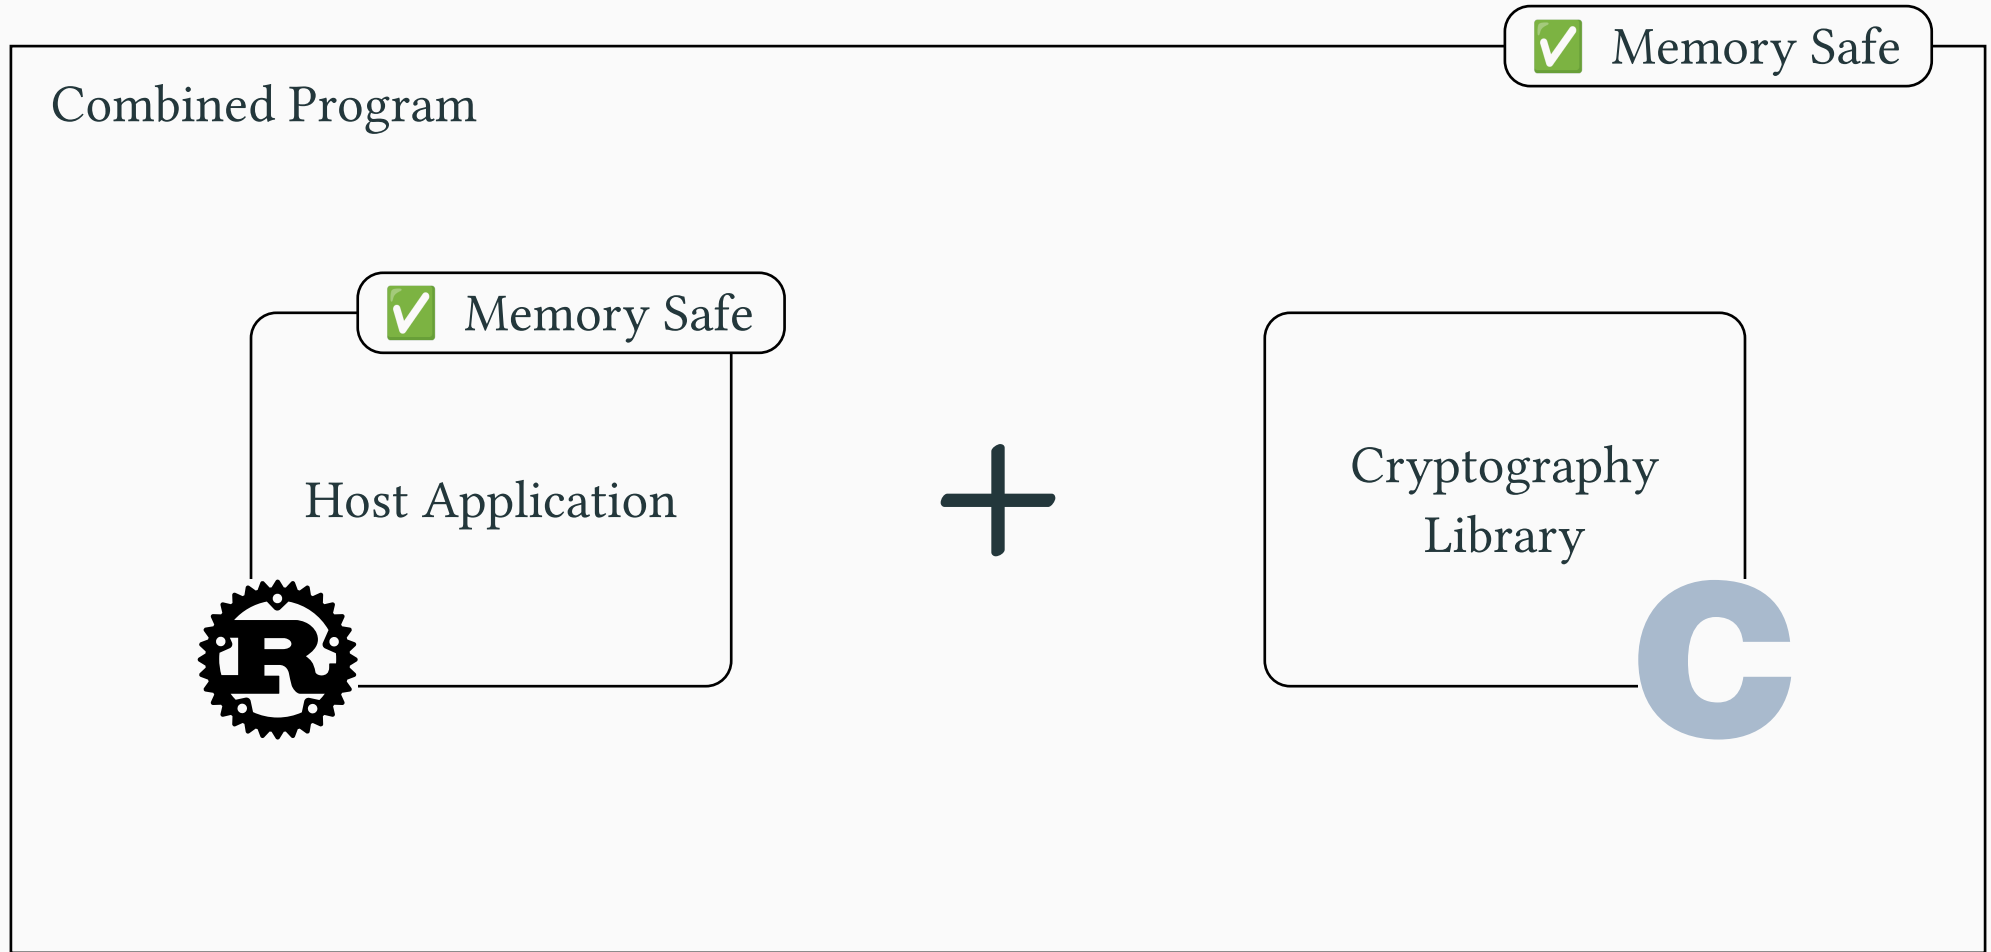 ✅ Memory Safe
Combined Program
✅ Memory Safe
Host Application
+
Cryptography
Library
R
C